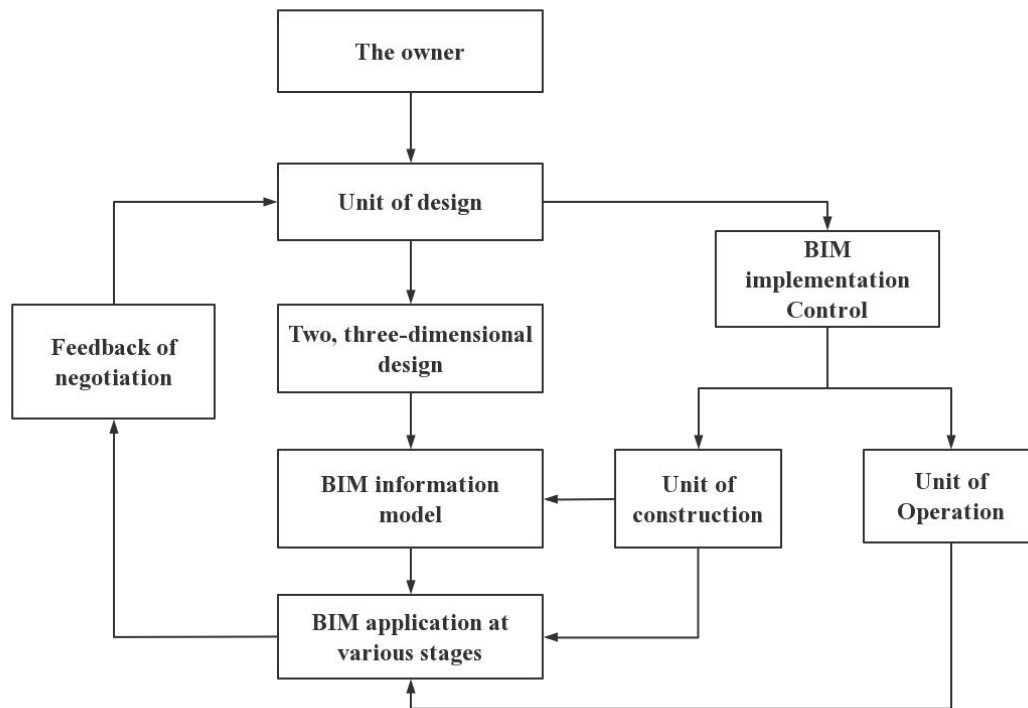 The owner
Unit of design
BIM
implementation
Control
Two, three-dimensional
design
Feedback of
negotiation
BIM information
model
Unit of
construction
Unit of
Operation
BIM application at
various stages